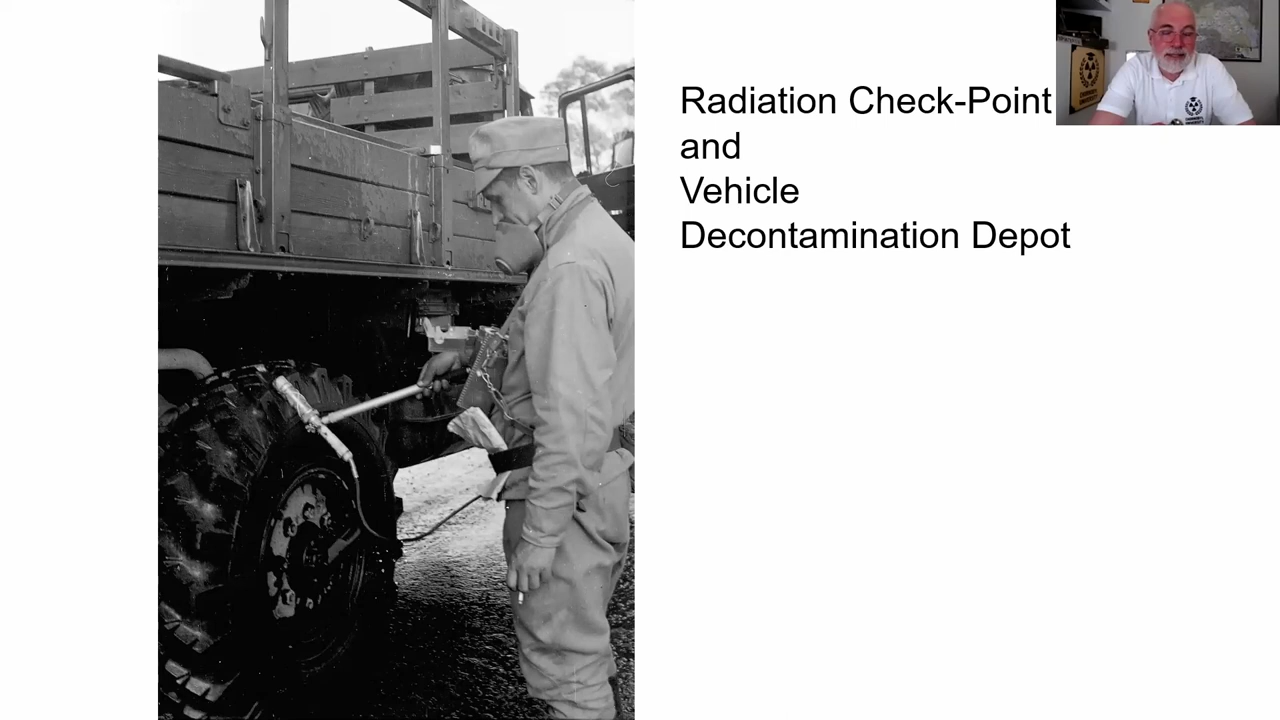 Radiation Check-Point
and
Vehicle
Decontamination Depot